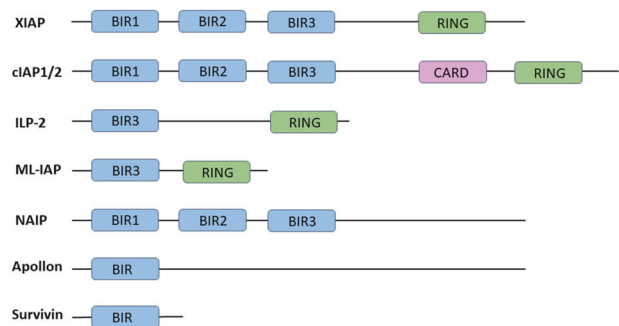 XIAP BIR1 BIR2 BIR3 RING
cIAP1/2 BIR1 BIR2 BIR3 CARD RING
ILP-2 BIR3 RING
ML-IAP BIR3 RING
NAIP BIR1 BIR2 BIR3
Apollon BIR
Survivin BIR